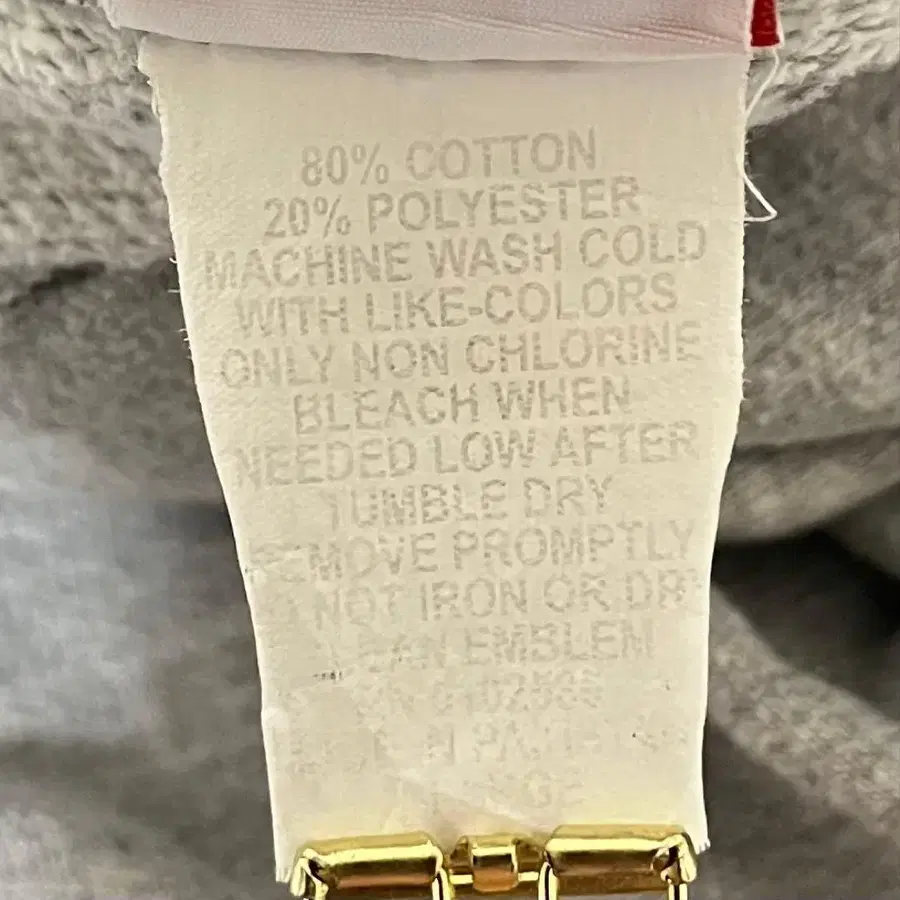 80% COTTON
20% POLYESTER
MACHINE WASH COLD
WITH LIKE-COLORS
ONLY NON CHLORINE
BLEACH WHEN
NEEDED LOW AFTER
TUMBLE DRY
REMOVE PROMPTLY
NOT IRON OR
EMBLEM